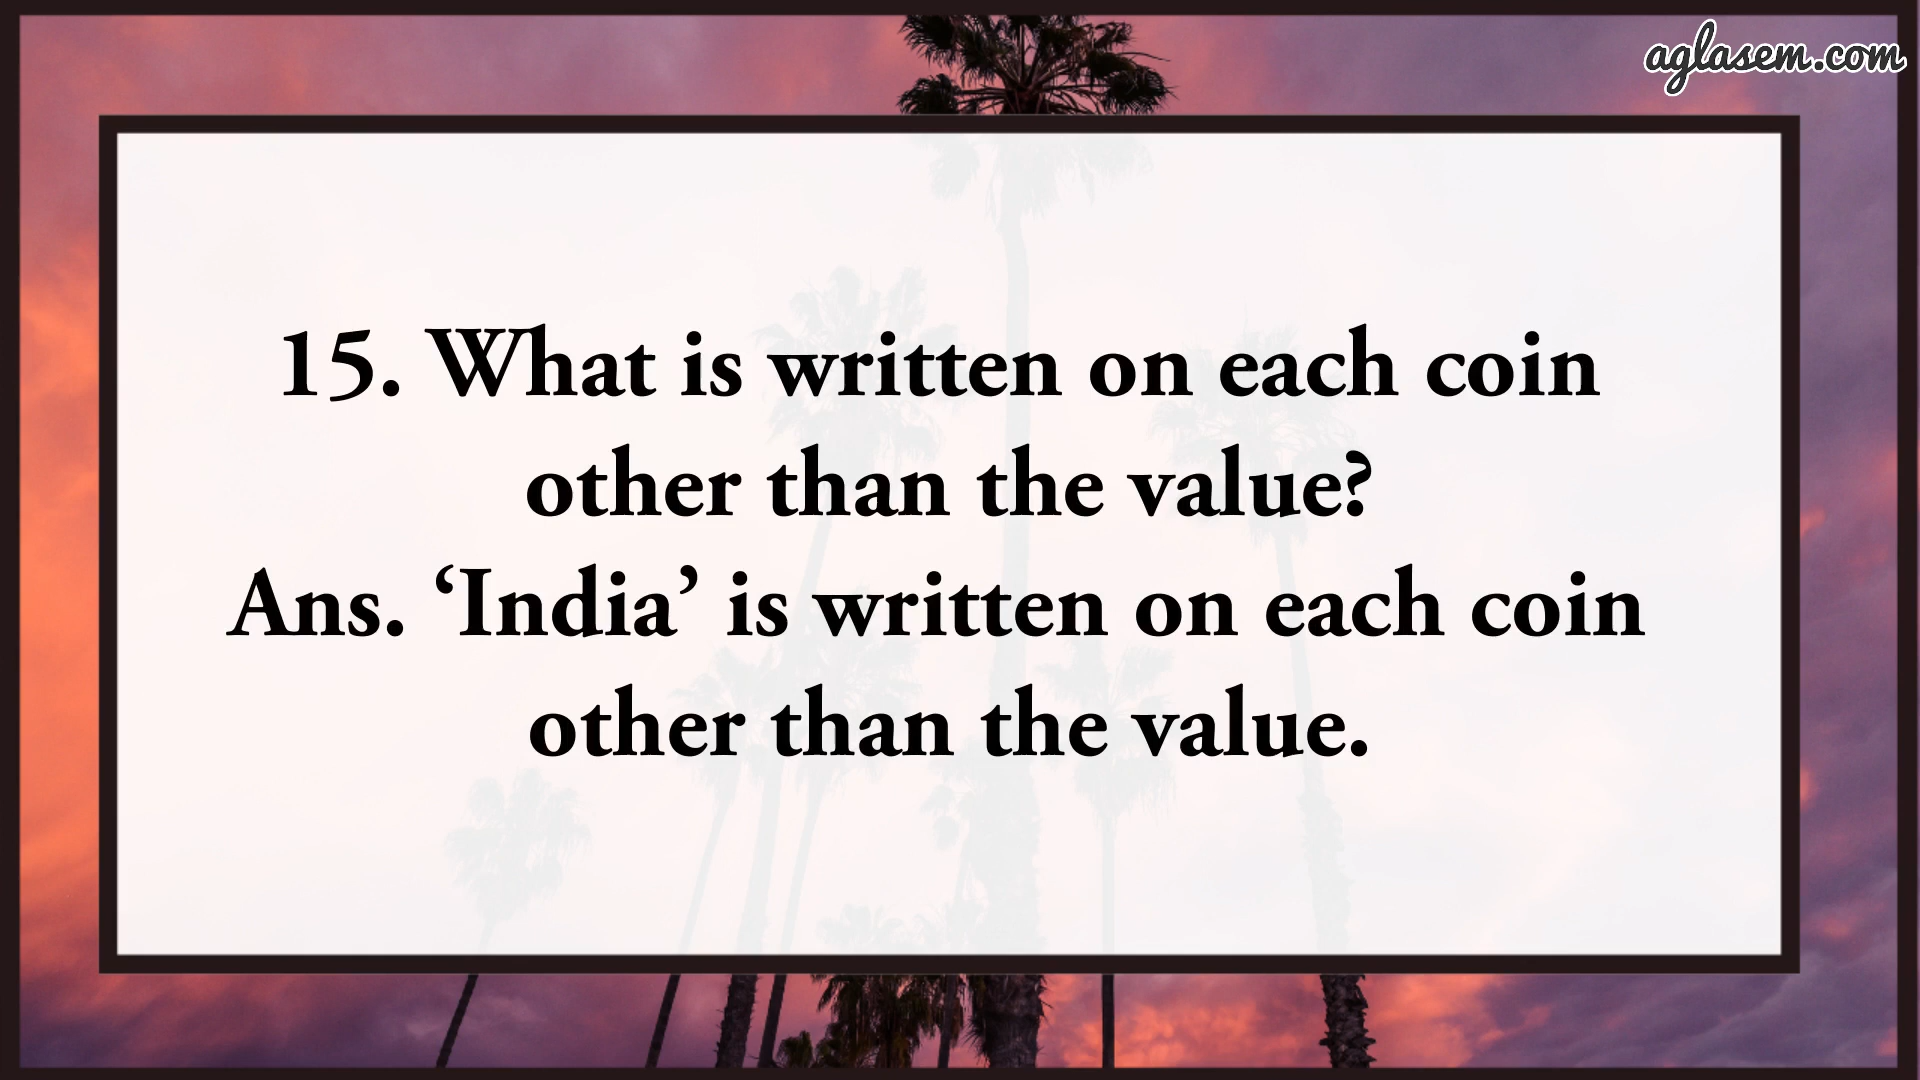 aglasem.com
15. What is written on each coin
other than the value?
Ans. ‘India’ is written on each coin
other than the value.